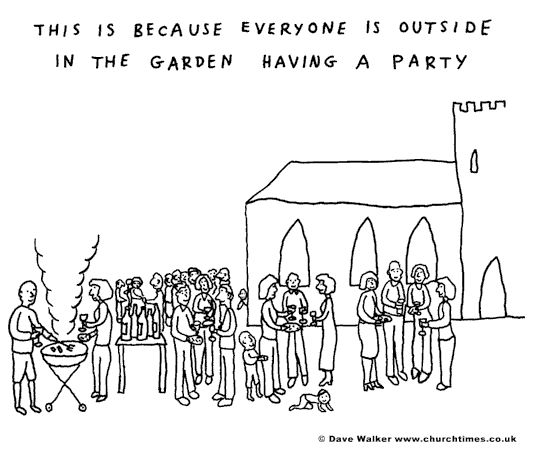 THIS IS BECAUSE EVERYONE IS OUTSIDE
IN THE GARDEN HAVING A PARTY
© Dave Walker www.churchtimes.co.uk